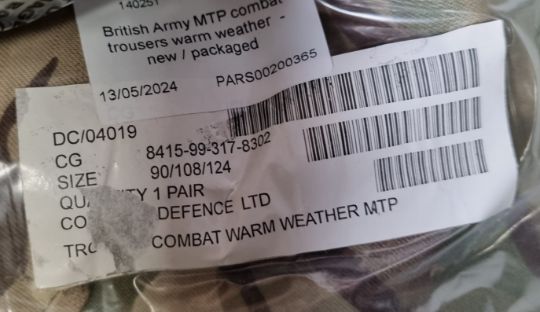 140251
British Army MTP combat
trousers warm weather -
new / packaged
13/05/2024 PARS00200365
DC/04019
CG 8415-99-317-8302
SIZE 90/108/124
1 PAIR
DEFENCE LTD
COMBAT WARM WEATHER MTP